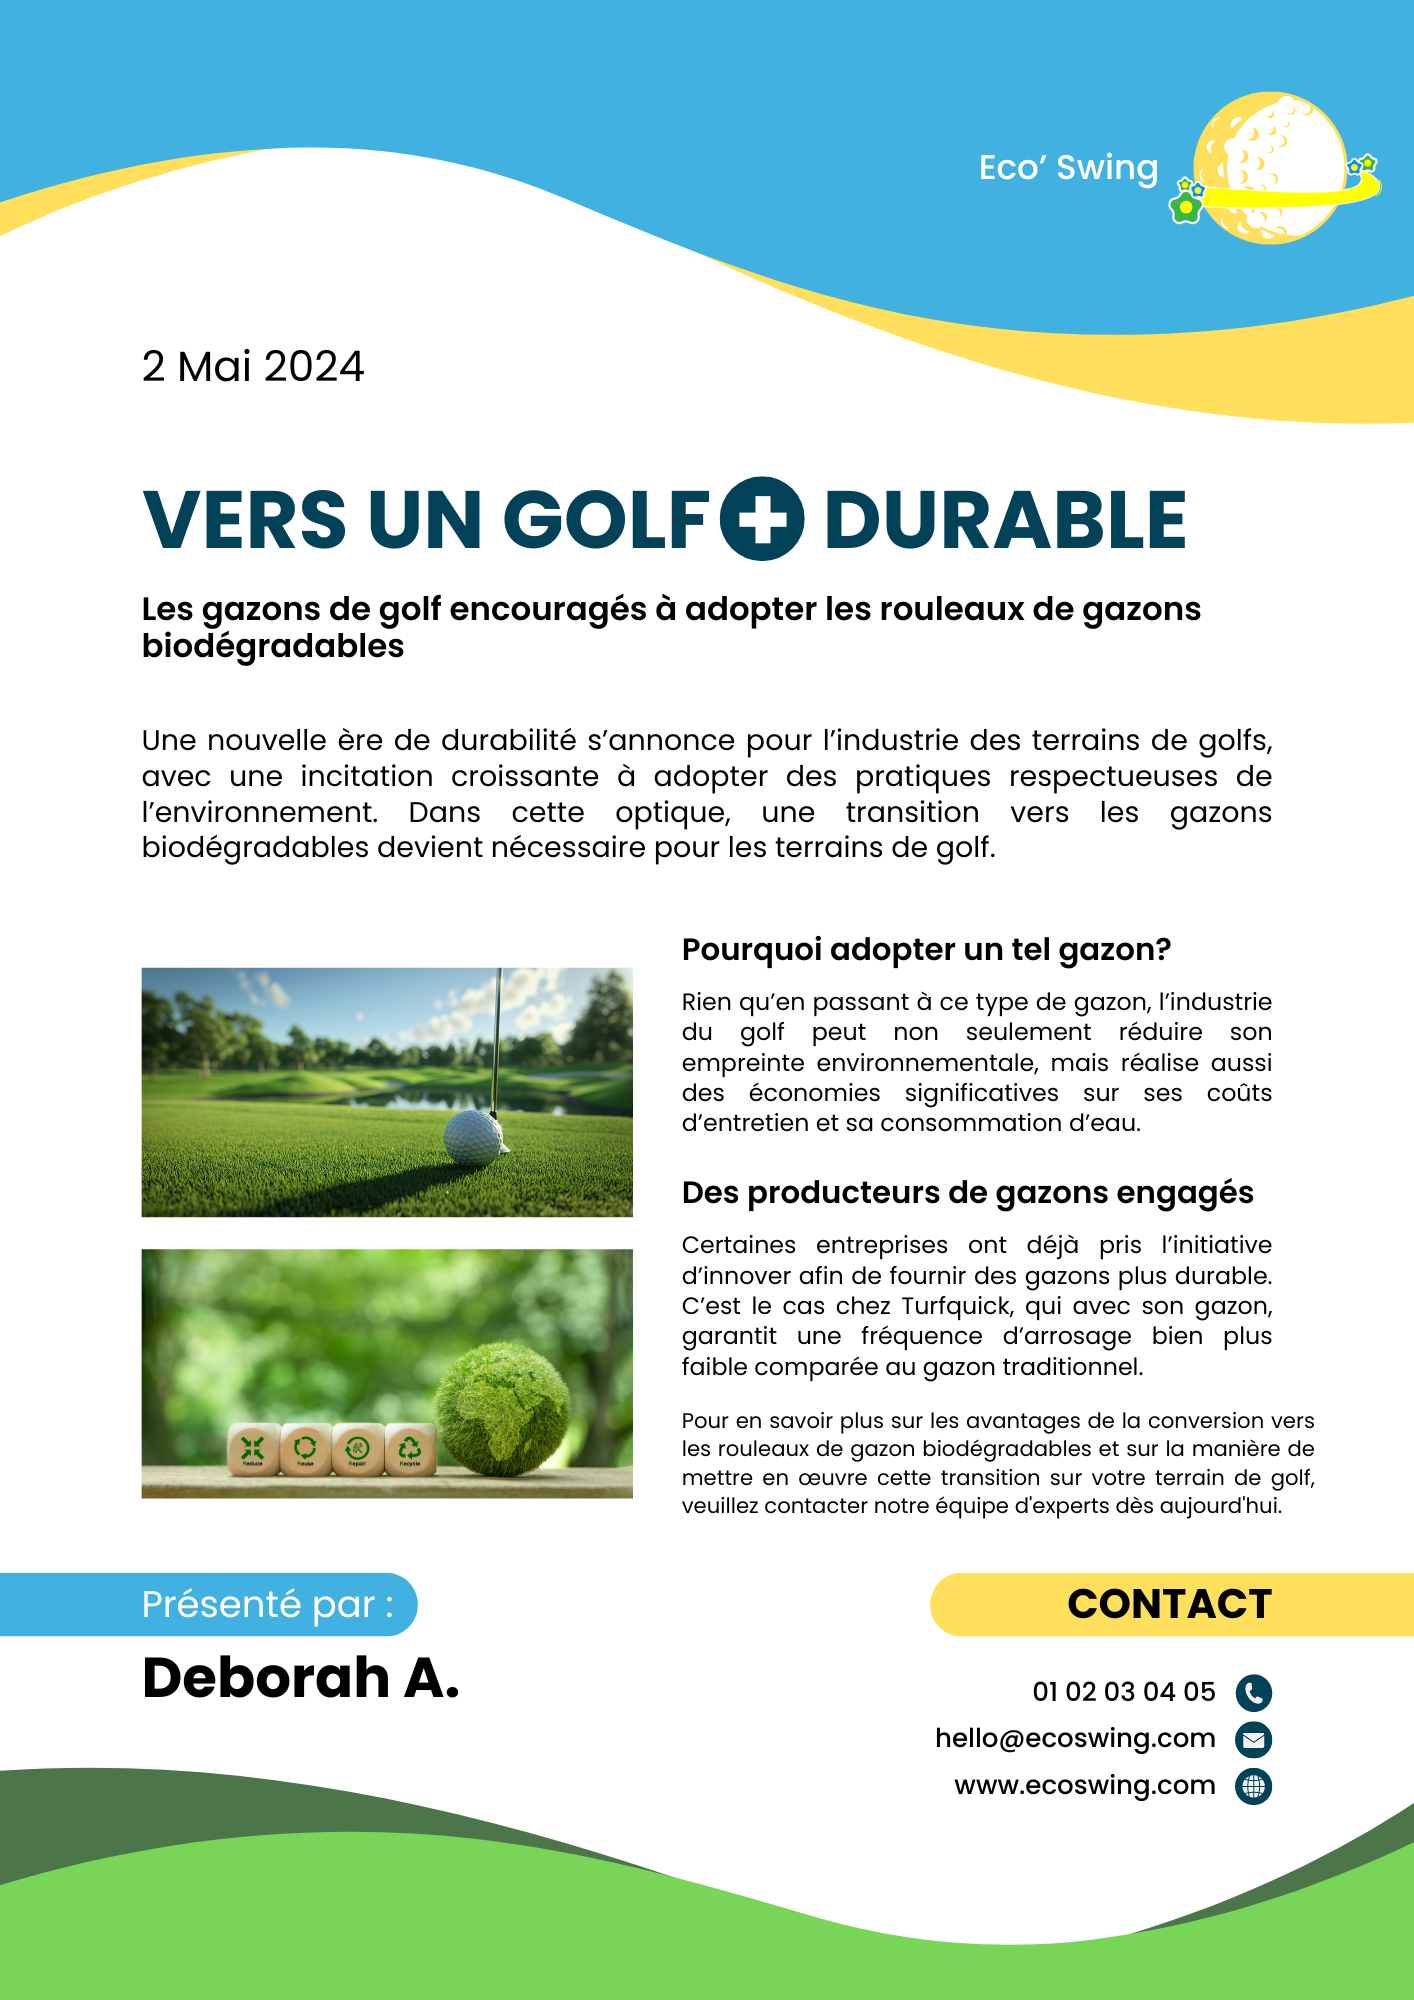 Eco’ Swing
2 Mai 2024
VERS UN GOLF + DURABLE
Les gazons de golf encouragés à adopter les rouleaux de gazons
biodégradables
Une nouvelle ère de durabilité s’annonce pour l’industrie des terrains de golfs,
avec une incitation croissante à adopter des pratiques respectueuses de
l’environnement. Dans cette optique, une transition vers les gazons
biodégradables devient nécessaire pour les terrains de golf.
Pourquoi adopter un tel gazon?
Rien qu’en passant à ce type de gazon, l’industrie
du golf peut non seulement réduire son
empreinte environnementale, mais réalise aussi
des économies significatives sur ses coûts
d’entretien et sa consommation d’eau.
Des producteurs de gazons engagés
Certaines entreprises ont déjà pris l’initiative
d’innover afin de fournir des gazons plus durable.
C’est le cas chez Turfquick, qui avec son gazon,
garantit une fréquence d’arrosage bien plus
faible comparée au gazon traditionnel.
Reduce Reuse Repair Recycle
Pour en savoir plus sur les avantages de la conversion vers
les rouleaux de gazon biodégradables et sur la manière de
mettre en œuvre cette transition sur votre terrain de golf,
veuillez contacter notre équipe d'experts dès aujourd'hui.
Présenté par :
Deborah A.
CONTACT
01 02 03 04 05
hello@ecoswing.com
www.ecoswing.com